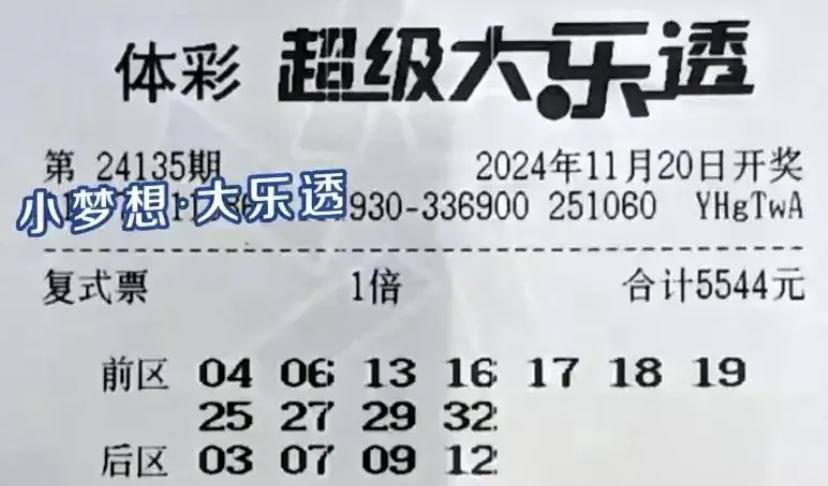 体彩 超级大乐透
第 24135期 2024年11月20日开奖
小梦想·大乐透 930-336900 251060 YHgTwA
复式票 1倍 合计5544元
前区 04 06 13 16 17 18 19
25 27 29 32
后区 03 07 09 12